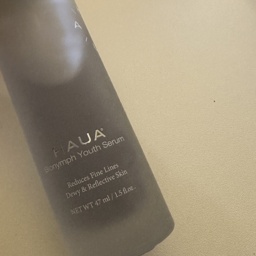 AUA
Youth Serum
Reduces Fine Lines
Dewy & Reflective Skin
NET WT 47 ml / 1.5 fl.oz.